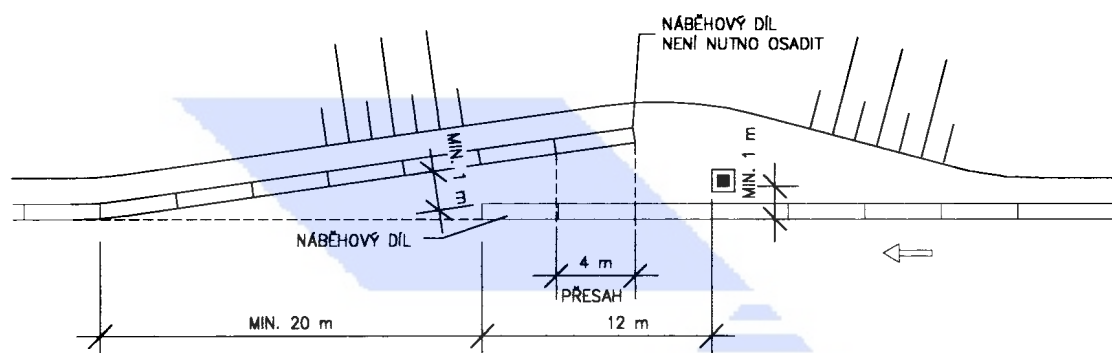 NÁBĚHOVÝ DÍL
NENÍ NUTNO OSADIT
MIN. 1 m
MIN. 1 m
NÁBĚHOVÝ DÍL
4 m
PŘESAH
MIN. 20 m
12 m